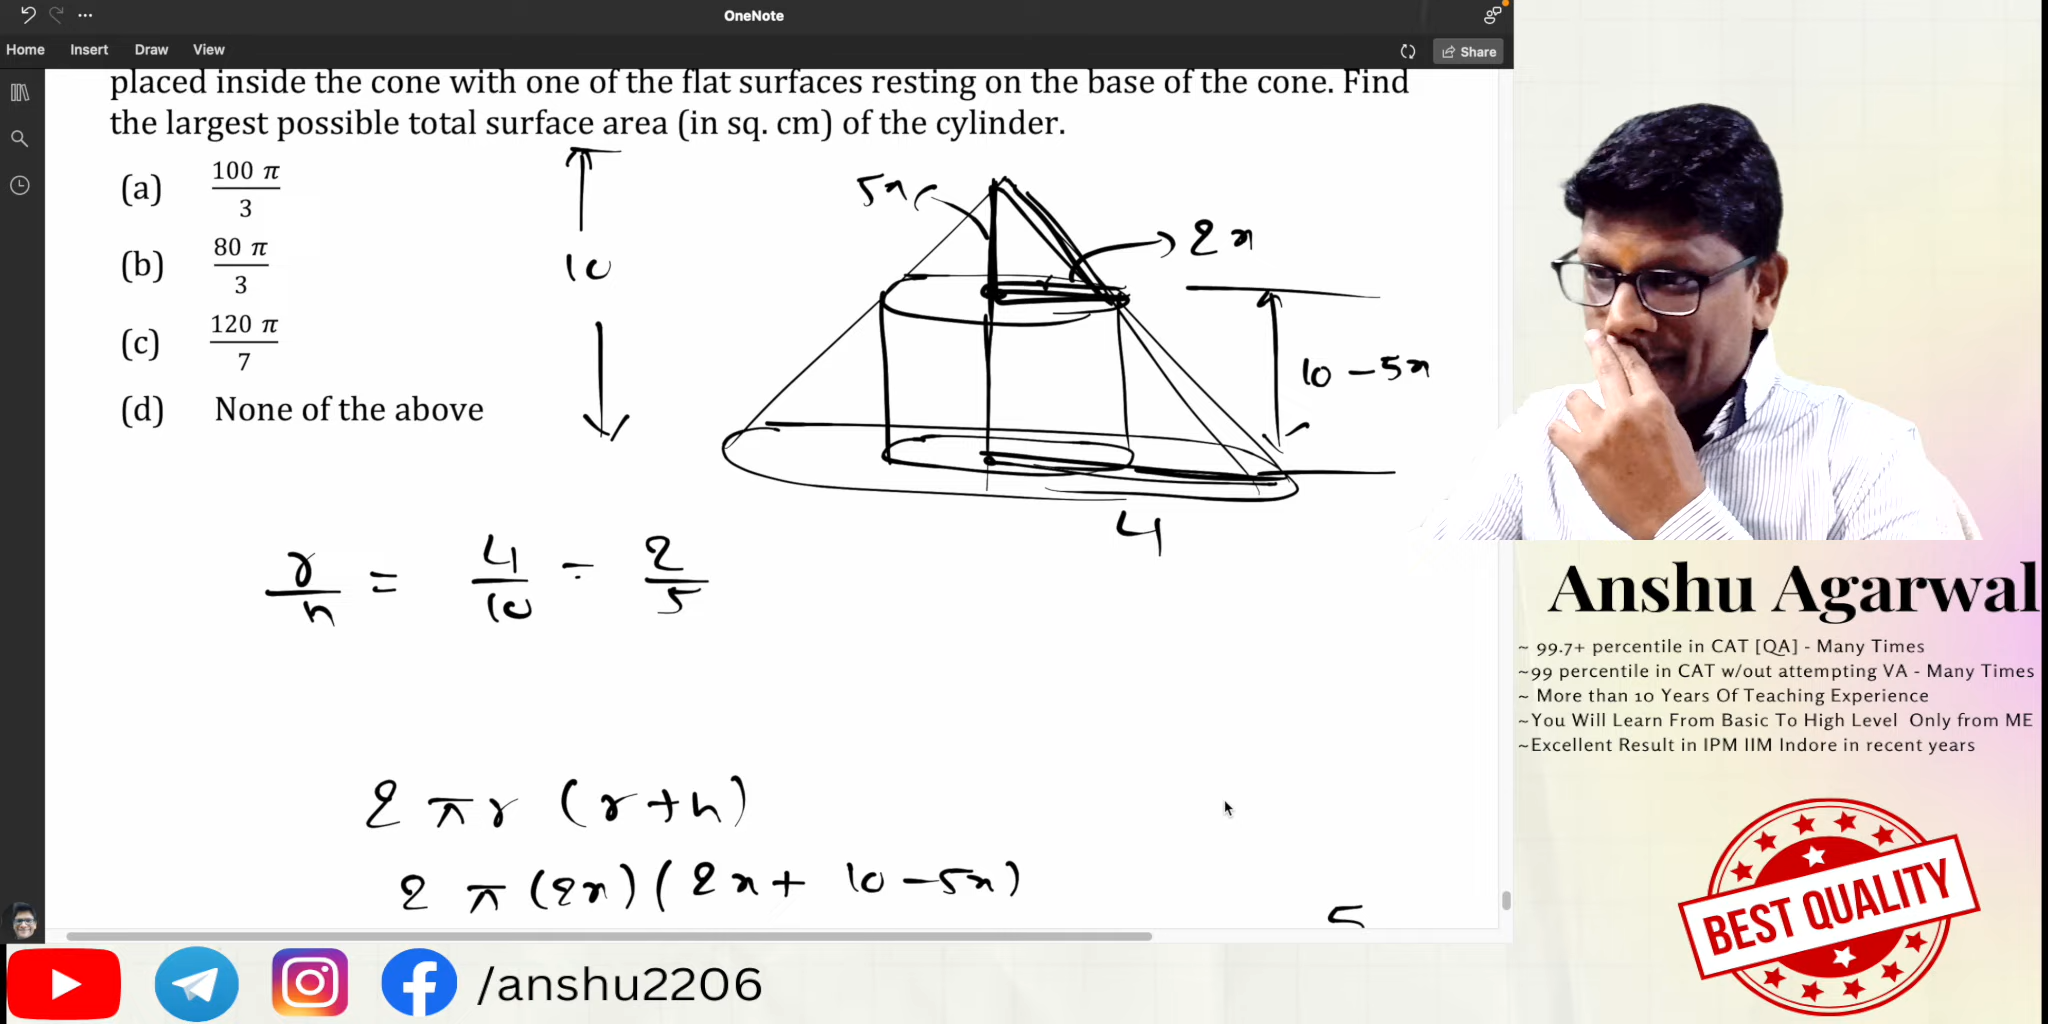 OneNote
Home Insert Draw View
Share
placed inside the cone with one of the flat surfaces resting on the base of the cone. Find
the largest possible total surface area (in sq. cm) of the cylinder.
(a) 100 π / 3
(b) 80 π / 3
(c) 120 π / 7
(d) None of the above
10
5x
2x
r
10 - 5x
4
r/h = 4/10 = 2/5
2 π r (r + h)
2 π (2x) (2x + 10 - 5x)
5
Anshu Agarwal
~ 99.7+ percentile in CAT [QA] - Many Times
~99 percentile in CAT w/out attempting VA - Many Times
~ More than 10 Years Of Teaching Experience
~You Will Learn From Basic To High Level Only from ME
~Excellent Result in IPM IIM Indore in recent years
BEST QUALITY
/anshu2206